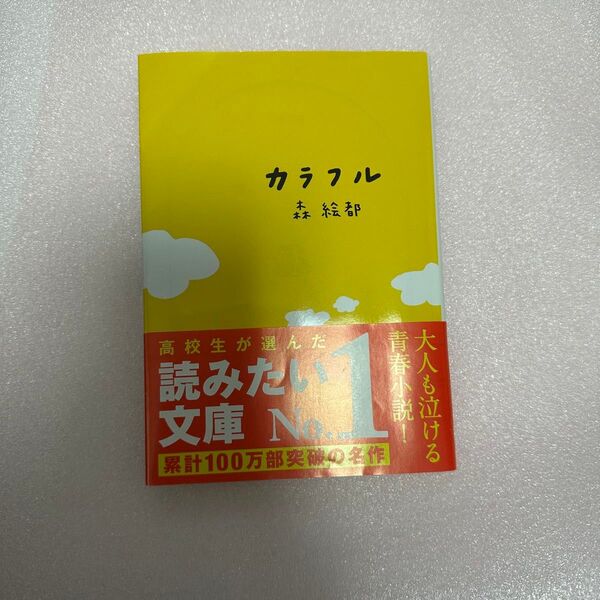 カラフル
森 絵都
高校生が選んだ
読みたい
文庫 No.1
累計100万部突破の名作
大人も泣ける
青春小説!